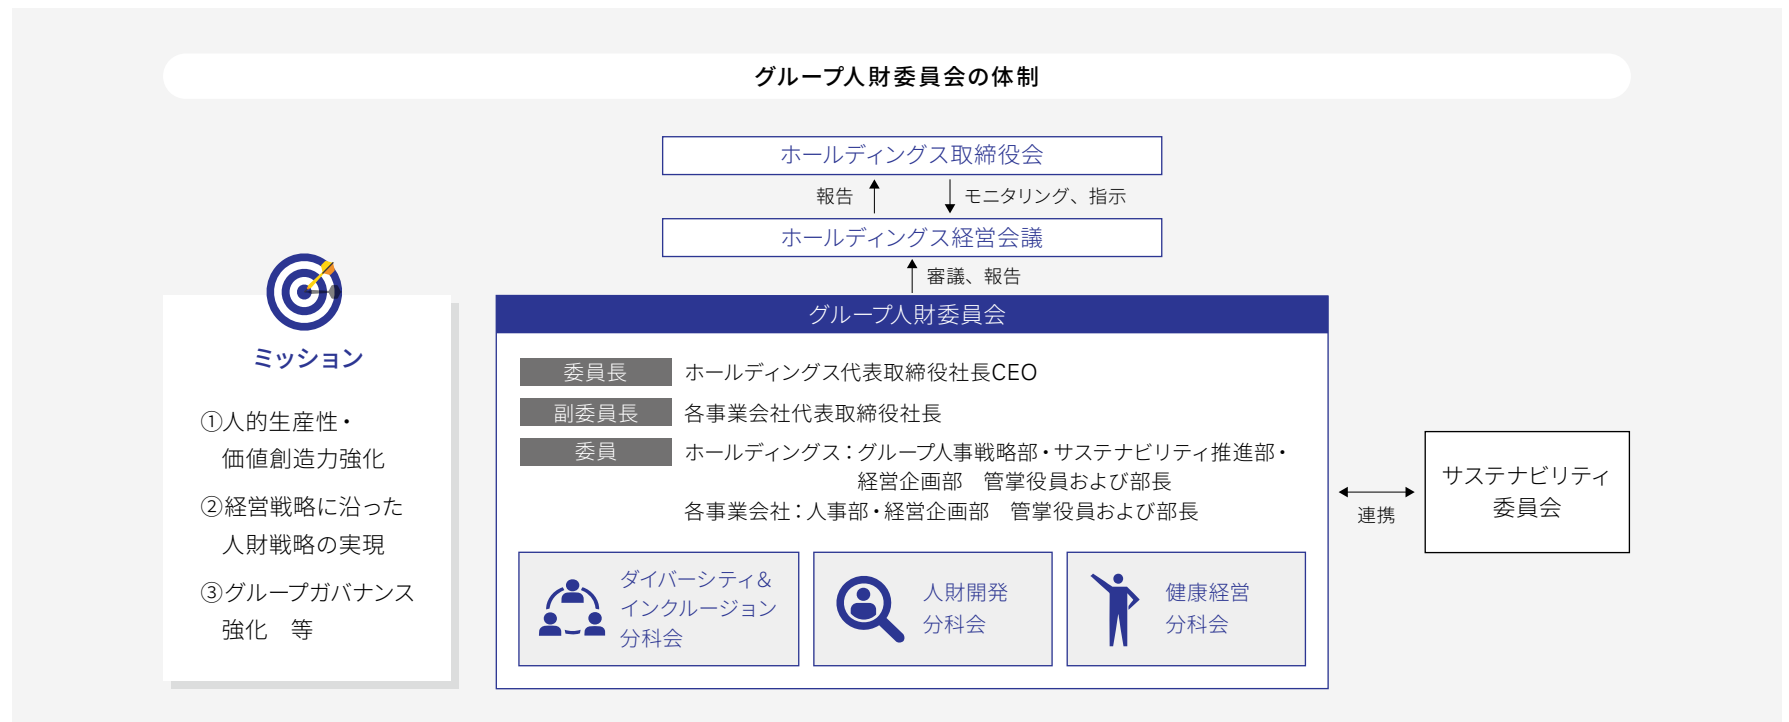 グループ人財委員会の体制
ホールディングス取締役会
報告
モニタリング、指示
ホールディングス経営会議
審議、報告
ミッション
①人的生産性・
価値創造力強化
②経営戦略に沿った
人財戦略の実現
③グループガバナンス
強化　等
グループ人財委員会
委員長
ホールディングス代表取締役社長CEO
副委員長
各事業会社代表取締役社長
委員
ホールディングス：グループ人事戦略部・サステナビリティ推進部・
経営企画部　管掌役員および部長
各事業会社：人事部・経営企画部　管掌役員および部長
ダイバーシティ&
インクルージョン
分科会
人財開発
分科会
健康経営
分科会
連携
サステナビリティ
委員会